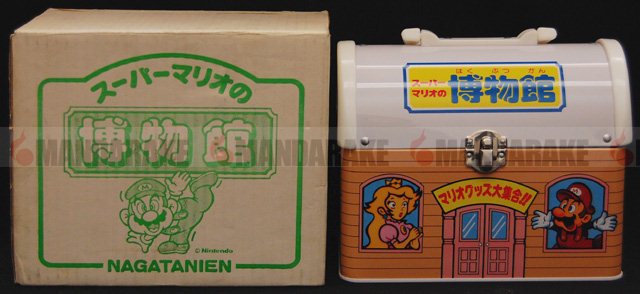 スーパーマリオの
博物館
© Nintendo
NAGATANIEN
はくぶつかん
スーパー
マリオの
博物館
マリオグッズ大集合!!
MANDARAKE
MANDARAKE
MANDARAKE